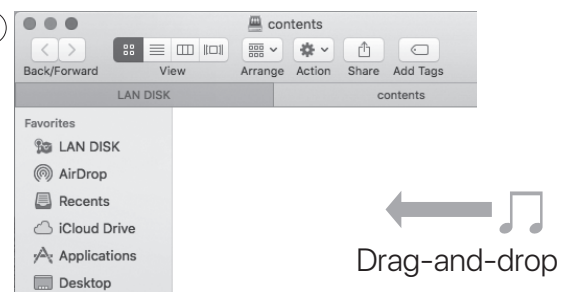 contents
Back/Forward View Arrange Action Share Add Tags
LAN DISK contents
Favorites
LAN DISK
AirDrop
Recents
iCloud Drive
Applications
Desktop
Drag-and-drop